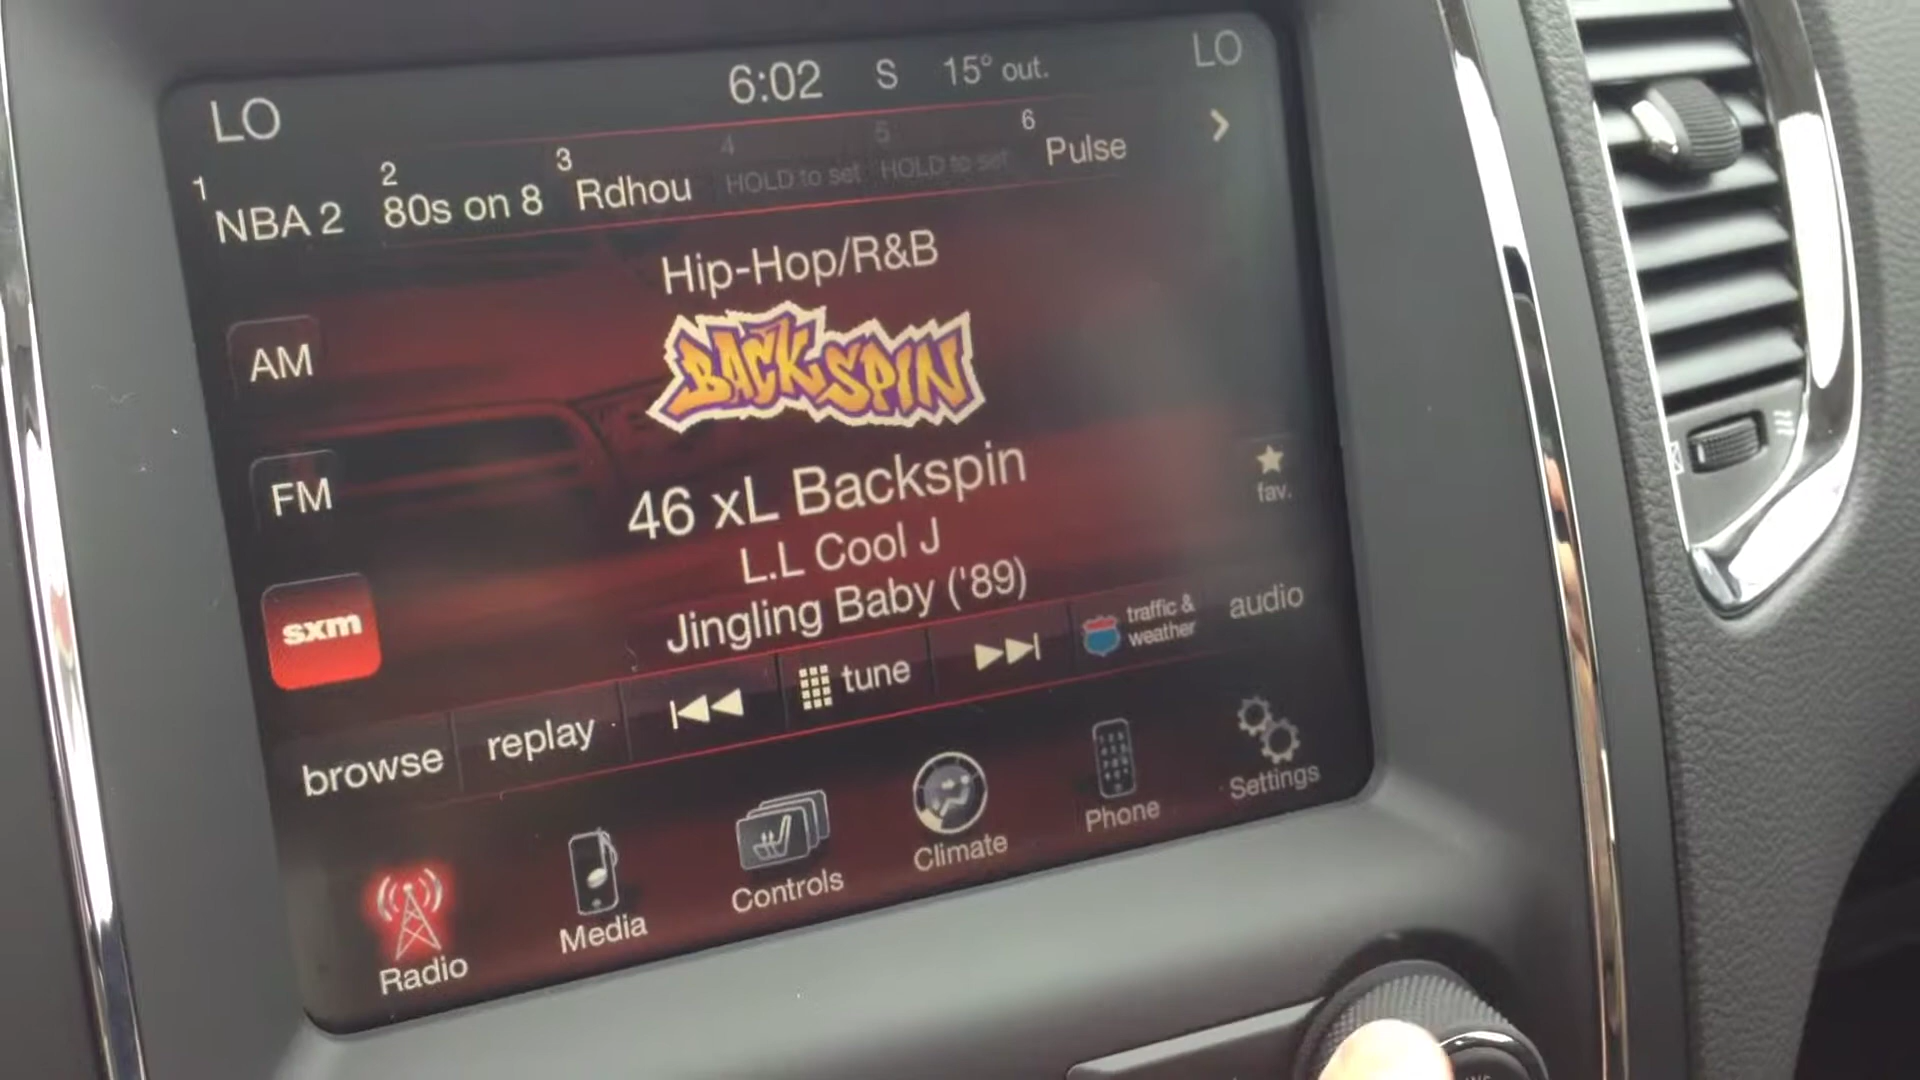 LO 6:02 S 15° out. LO
1 NBA 2 2 80s on 8 3 Rdhou 4 HOLD to set 5 HOLD to set 6 Pulse
Hip-Hop/R&B
BACKSPIN
AM
FM
sxm
46 xL Backspin
L.L Cool J
Jingling Baby ('89)
fav.
audio
browse replay tune traffic &
weather
Radio Media Controls Climate Phone Settings